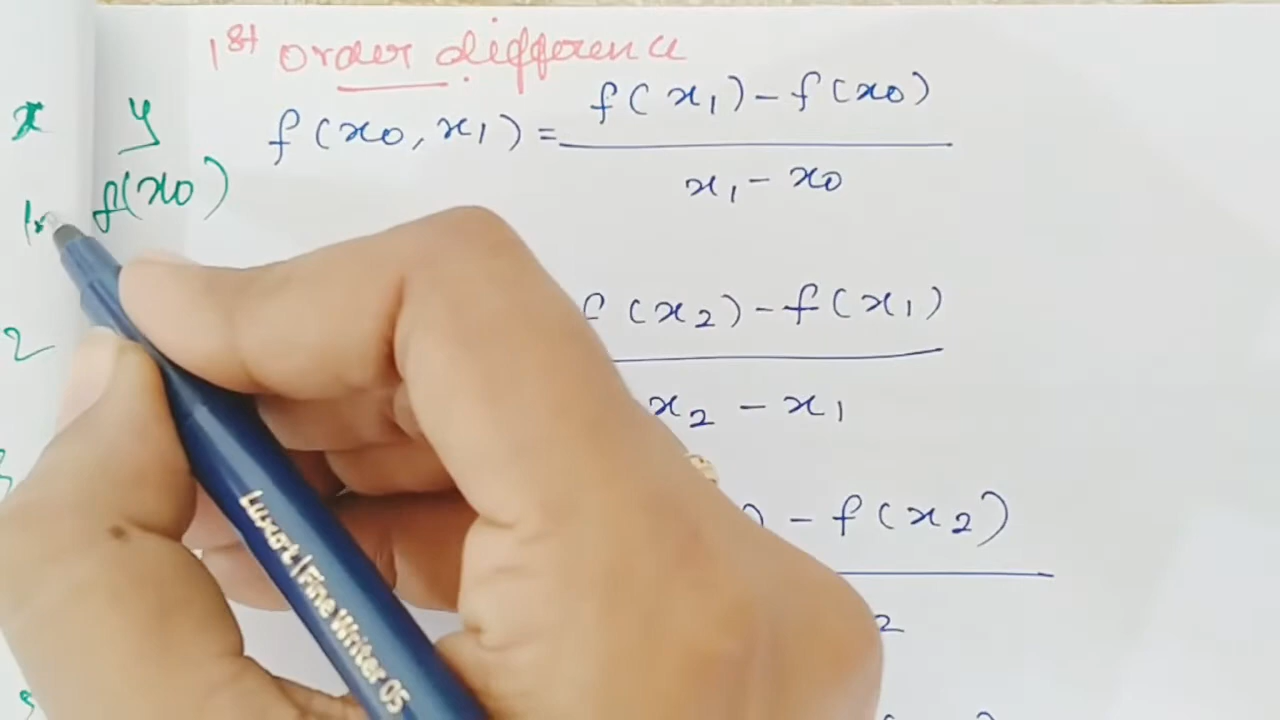 1st order difference
x y f(x0, x1) = f(x1) - f(x0) / x1 - x0
1 f(x0)
2 f(x2) - f(x1) / x2 - x1
) - f(x2)
2
Luxor/Fine Writer 05